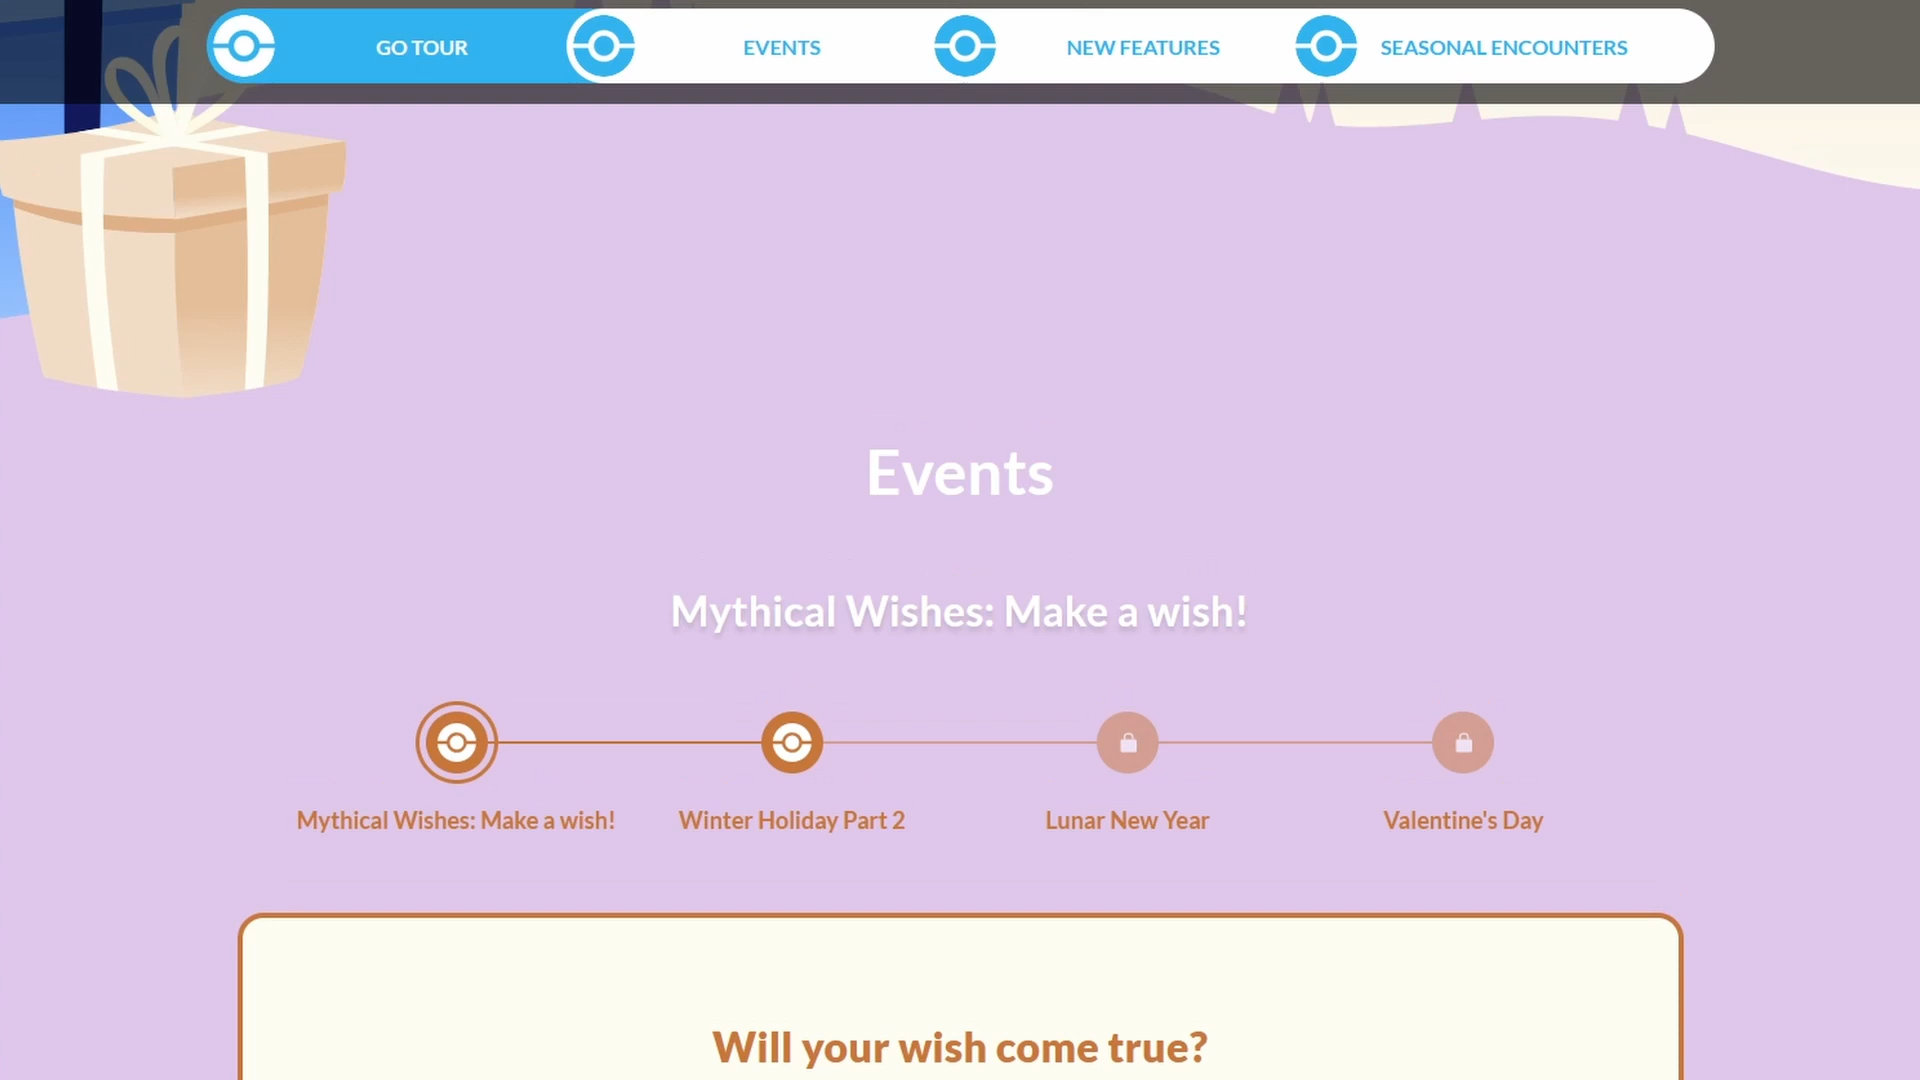 GO TOUR
EVENTS
NEW FEATURES
SEASONAL ENCOUNTERS
Events
Mythical Wishes: Make a wish!
Mythical Wishes: Make a wish!
Winter Holiday Part 2
Lunar New Year
Valentine's Day
Will your wish come true?